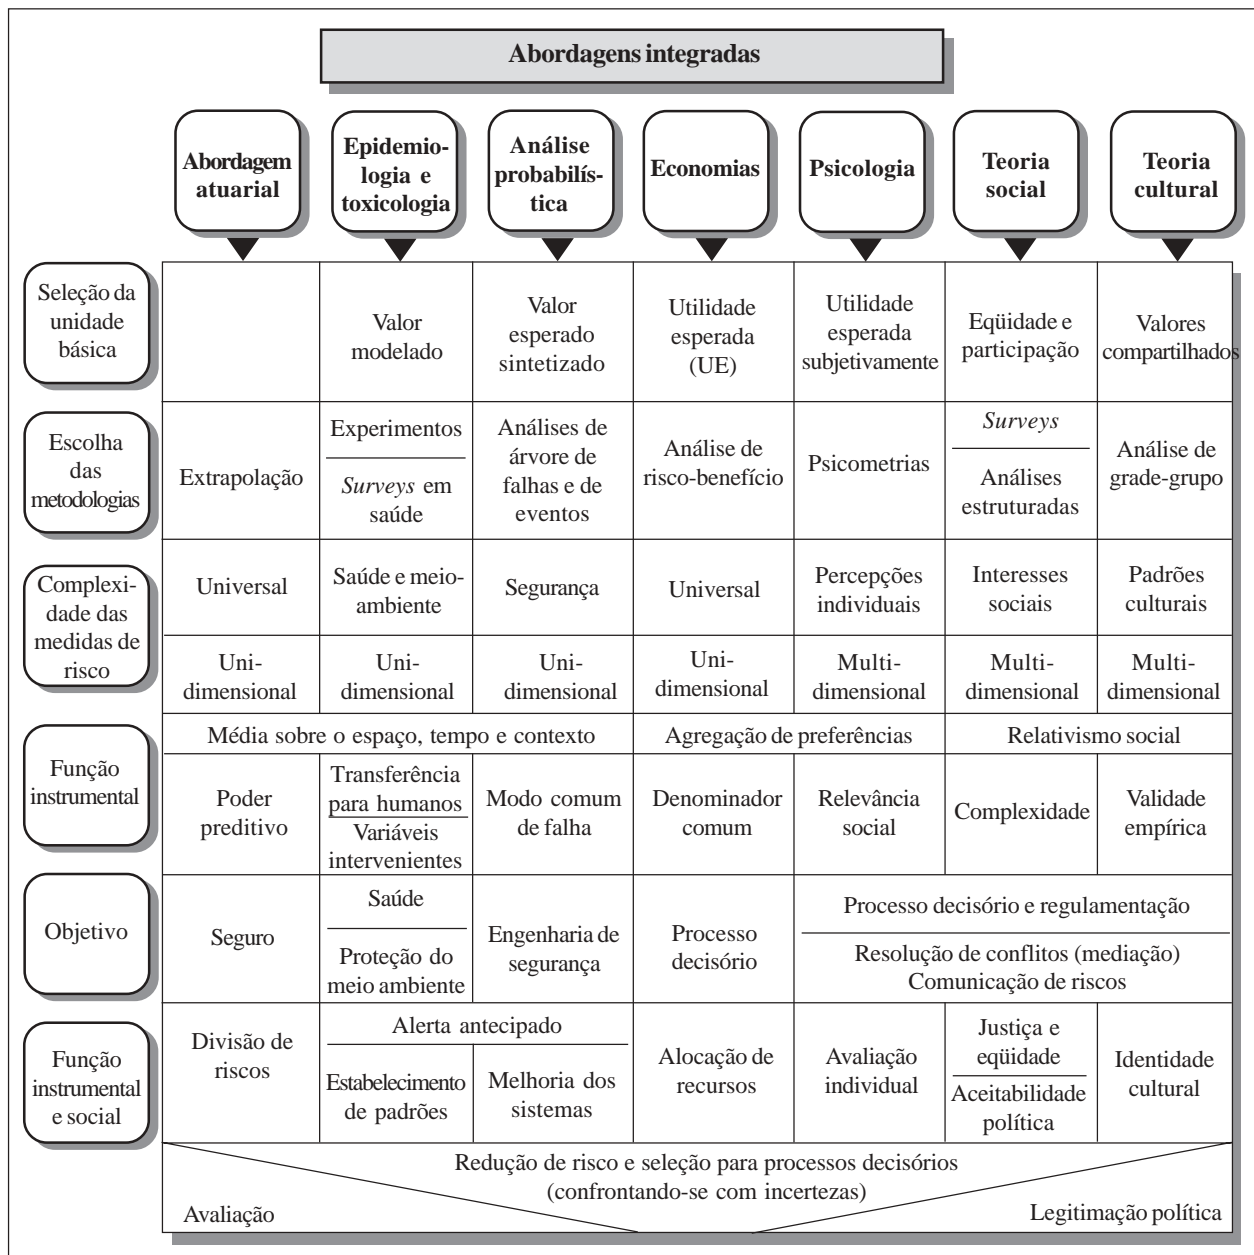 Abordagens integradas
Abordagem
atuarial
Epidemio-
logia e
toxicologia
Análise
probabilís-
tica
Economias
Psicologia
Teoria
social
Teoria
cultural
Seleção da
unidade
básica
Valor
modelado
Valor
esperado
sintetizado
Utilidade
esperada
(UE)
Utilidade
esperada
subjetivamente
Eqüidade e
participação
Valores
compartilhados
Escolha
das
metodologias
Extrapolação
Experimentos
Surveys em
saúde
Análises de
árvore de
falhas e de
eventos
Análise de
risco-benefício
Psicometrias
Surveys
Análises
estruturadas
Análise de
grade-grupo
Complexi-
dade das
medidas de
risco
Universal
Saúde e meio-
ambiente
Segurança
Universal
Percepções
individuais
Interesses
sociais
Padrões
culturais
Uni-
dimensional
Uni-
dimensional
Uni-
dimensional
Uni-
dimensional
Multi-
dimensional
Multi-
dimensional
Multi-
dimensional
Função
instrumental
Média sobre o espaço, tempo e contexto
Agregação de preferências
Relativismo social
Poder
preditivo
Transferência
para humanos
Variáveis
intervenientes
Modo comum
de falha
Denominador
comum
Relevância
social
Complexidade
Validade
empírica
Objetivo
Seguro
Saúde
Proteção do
meio ambiente
Engenharia de
segurança
Processo
decisório
Processo decisório e regulamentação
Resolução de conflitos (mediação)
Comunicação de riscos
Função
instrumental
e social
Divisão de
riscos
Alerta antecipado
Estabelecimento
de padrões
Melhoria dos
sistemas
Alocação de
recursos
Avaliação
individual
Justiça e
eqüidade
Aceitabilidade
política
Identidade
cultural
Redução de risco e seleção para processos decisórios
(confrontando-se com incertezas)
Avaliação
Legitimação política